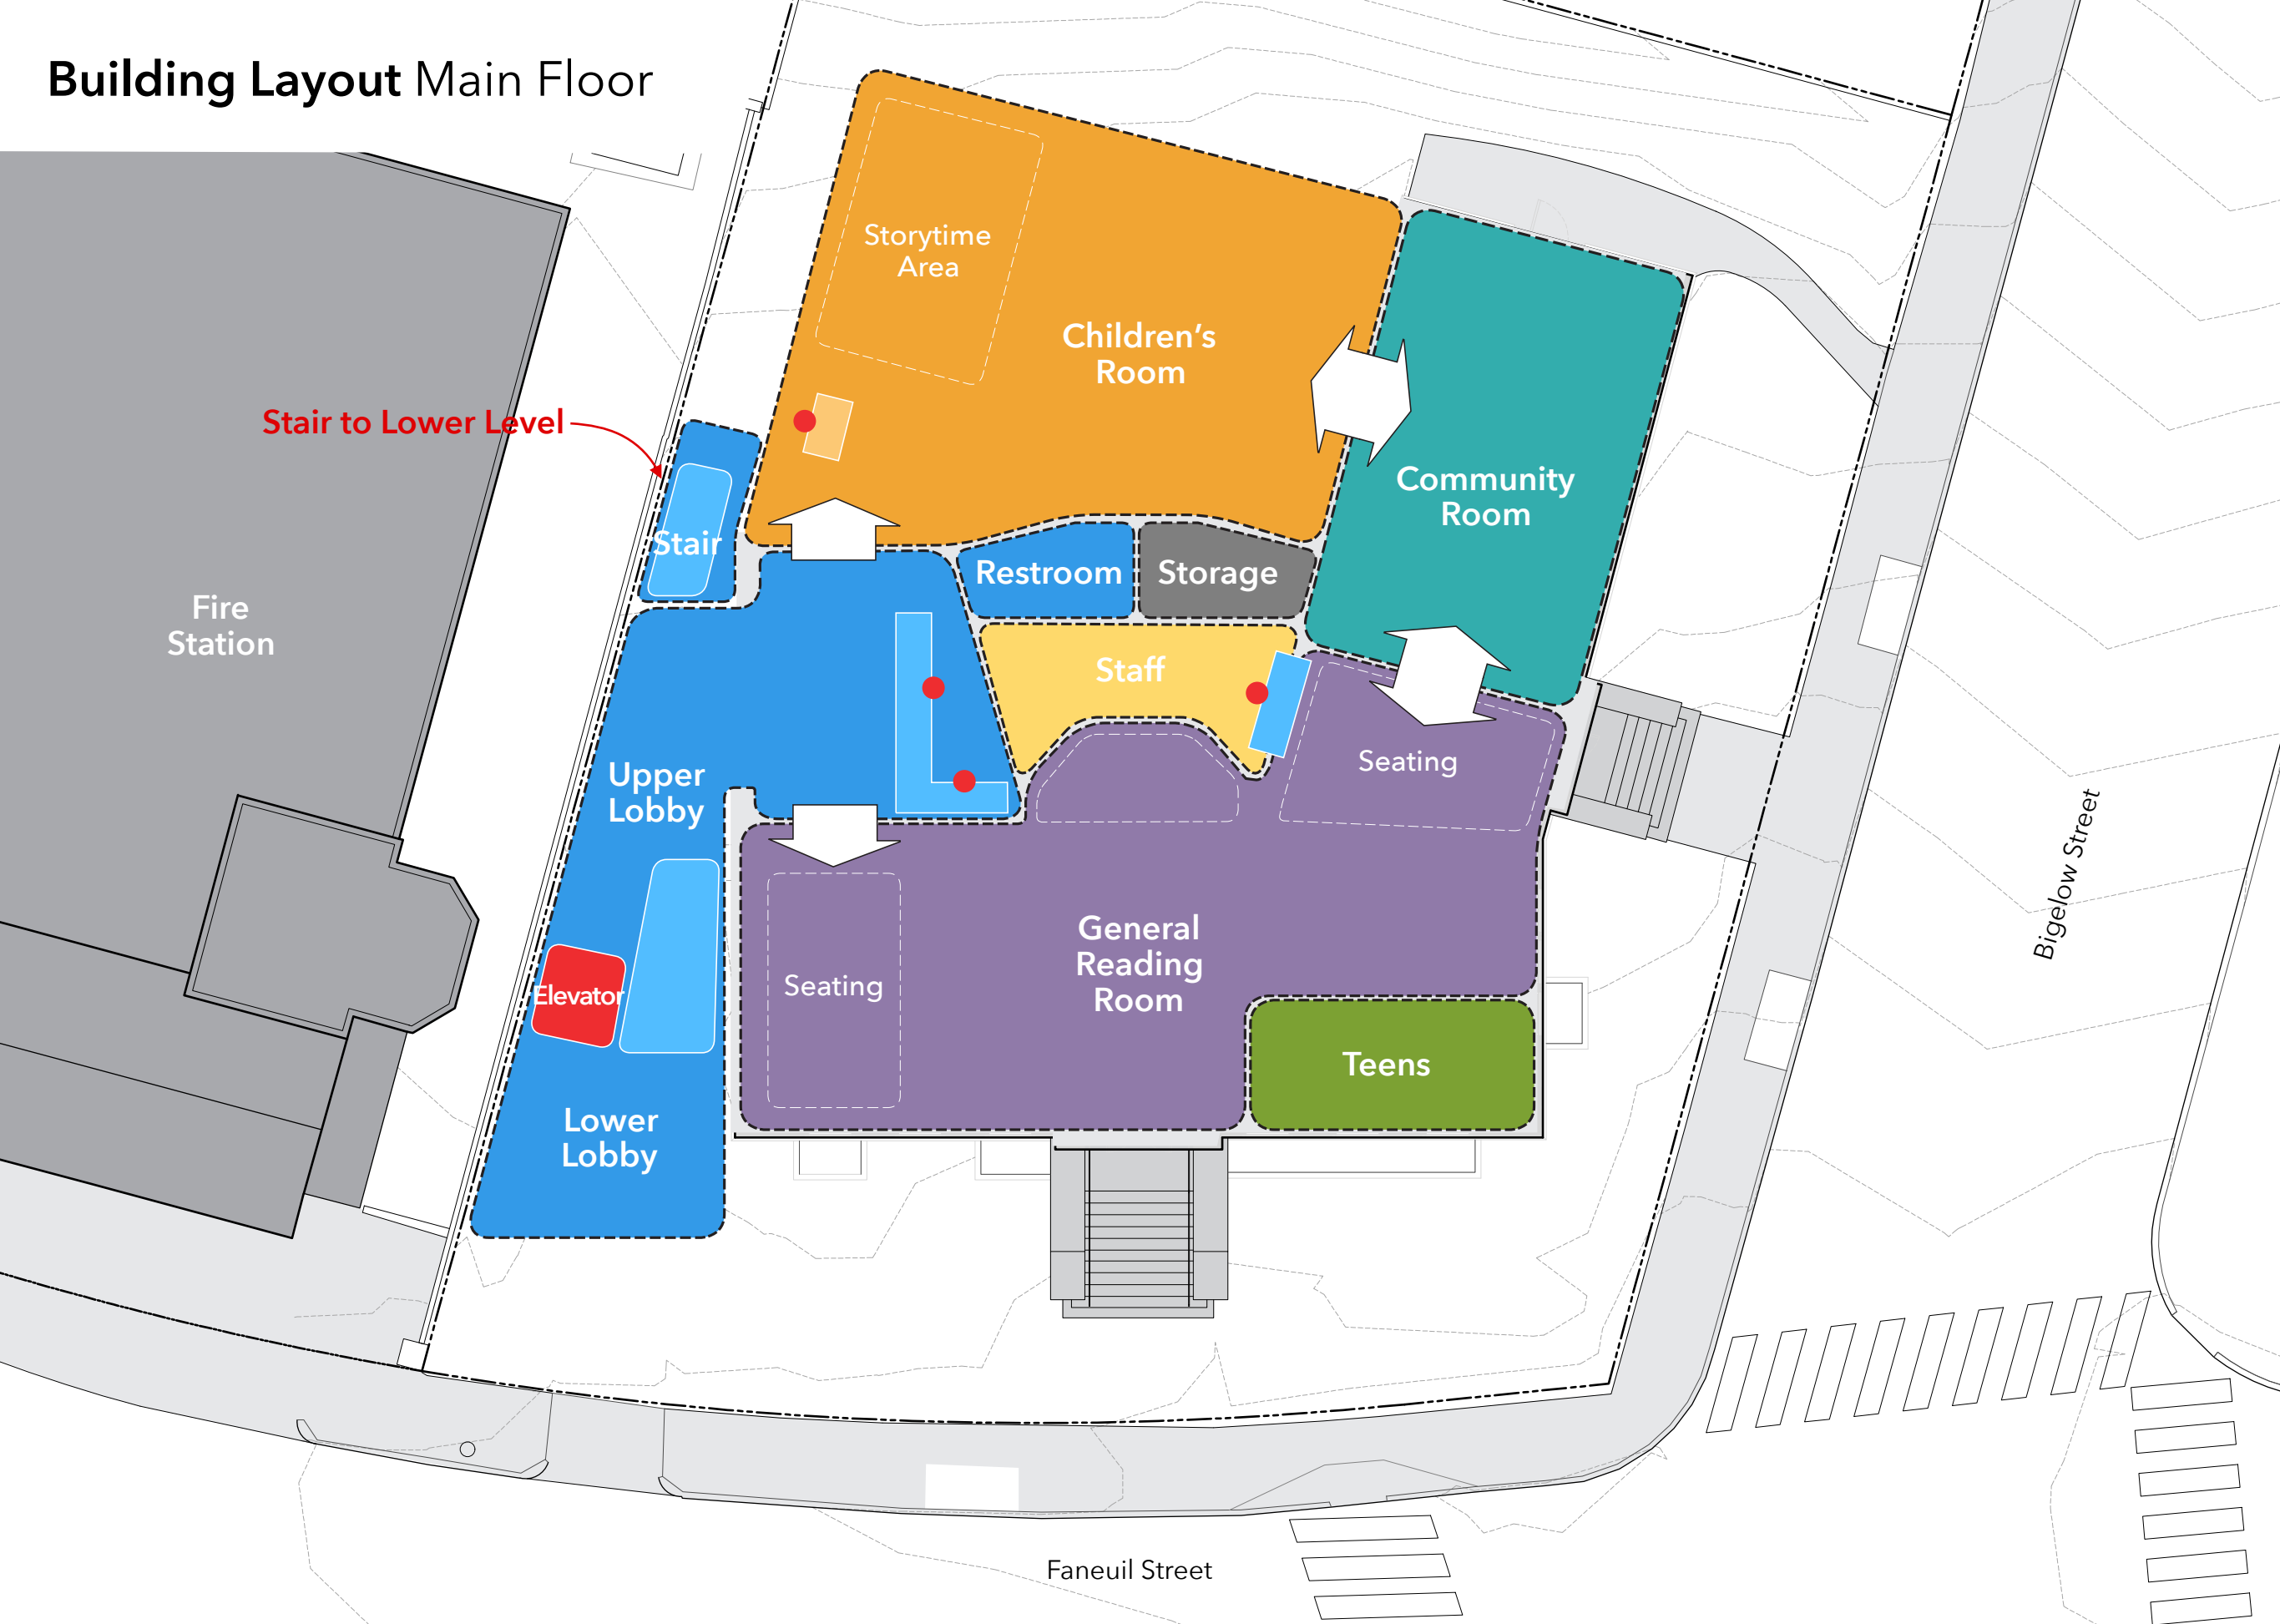 Building Layout Main Floor
Storytime
Area
Children's
Room
Stair to Lower Level
Community
Room
Stair
Restroom
Storage
Fire
Station
Staff
Seating
Upper
Lobby
Bigelow Street
General
Reading
Room
Seating
Elevator
Teens
Lower
Lobby
Faneuil Street